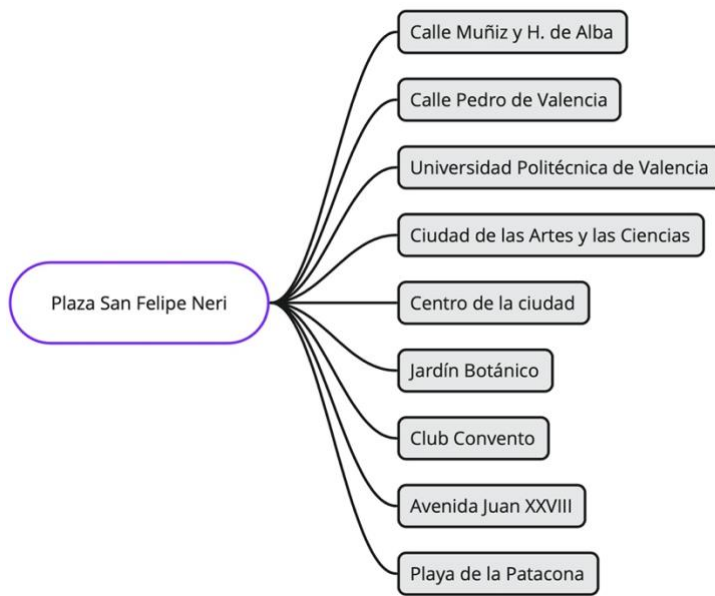 Calle Muñiz y H. de Alba
Calle Pedro de Valencia
Universidad Politécnica de Valencia
Ciudad de las Artes y las Ciencias
Plaza San Felipe Neri
Centro de la ciudad
Jardín Botánico
Club Convento
Avenida Juan XXVIII
Playa de la Patacona